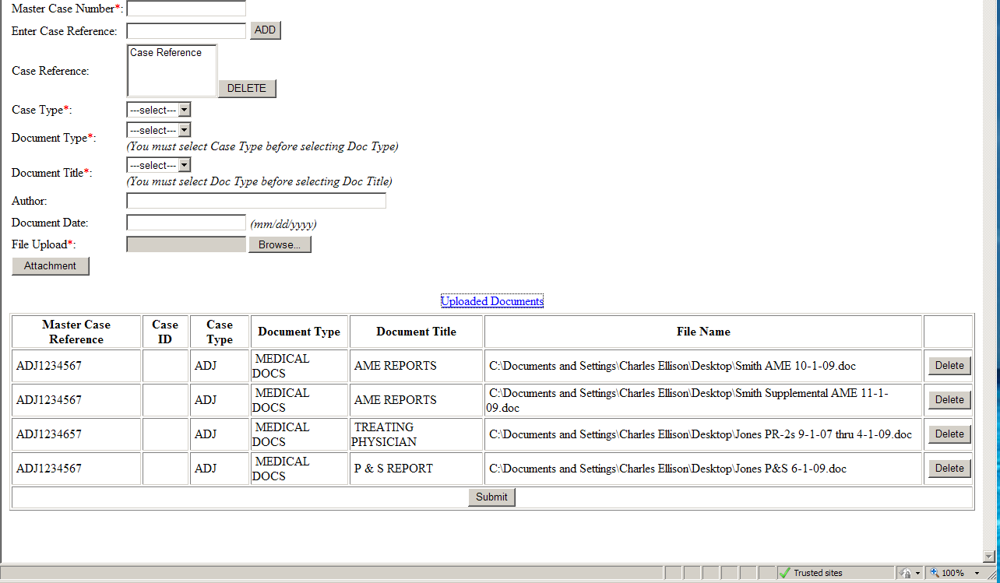 Master Case Number*:
Enter Case Reference: ADD
Case Reference
Case Reference:
DELETE
Case Type*: ---select---
Document Type*: ---select---
(You must select Case Type before selecting Doc Type)
Document Title*: ---select---
(You must select Doc Type before selecting Doc Title)
Author:
Document Date: (mm/dd/yyyy)
File Upload*: Browse...
Attachment
Uploaded Documents
Master Case Reference Case ID Case Type Document Type Document Title File Name
ADJ1234567 ADJ MEDICAL DOCS AME REPORTS C:\Documents and Settings\Charles Ellison\Desktop\Smith AME 10-1-09.doc Delete
ADJ1234567 ADJ MEDICAL DOCS AME REPORTS C:\Documents and Settings\Charles Ellison\Desktop\Smith Supplemental AME 11-1-09.doc Delete
ADJ1234657 ADJ MEDICAL DOCS TREATING PHYSICIAN C:\Documents and Settings\Charles Ellison\Desktop\Jones PR-2s 9-1-07 thru 4-1-09.doc Delete
ADJ1234567 ADJ MEDICAL DOCS P & S REPORT C:\Documents and Settings\Charles Ellison\Desktop\Jones P&S 6-1-09.doc Delete
Submit
Trusted sites 100%